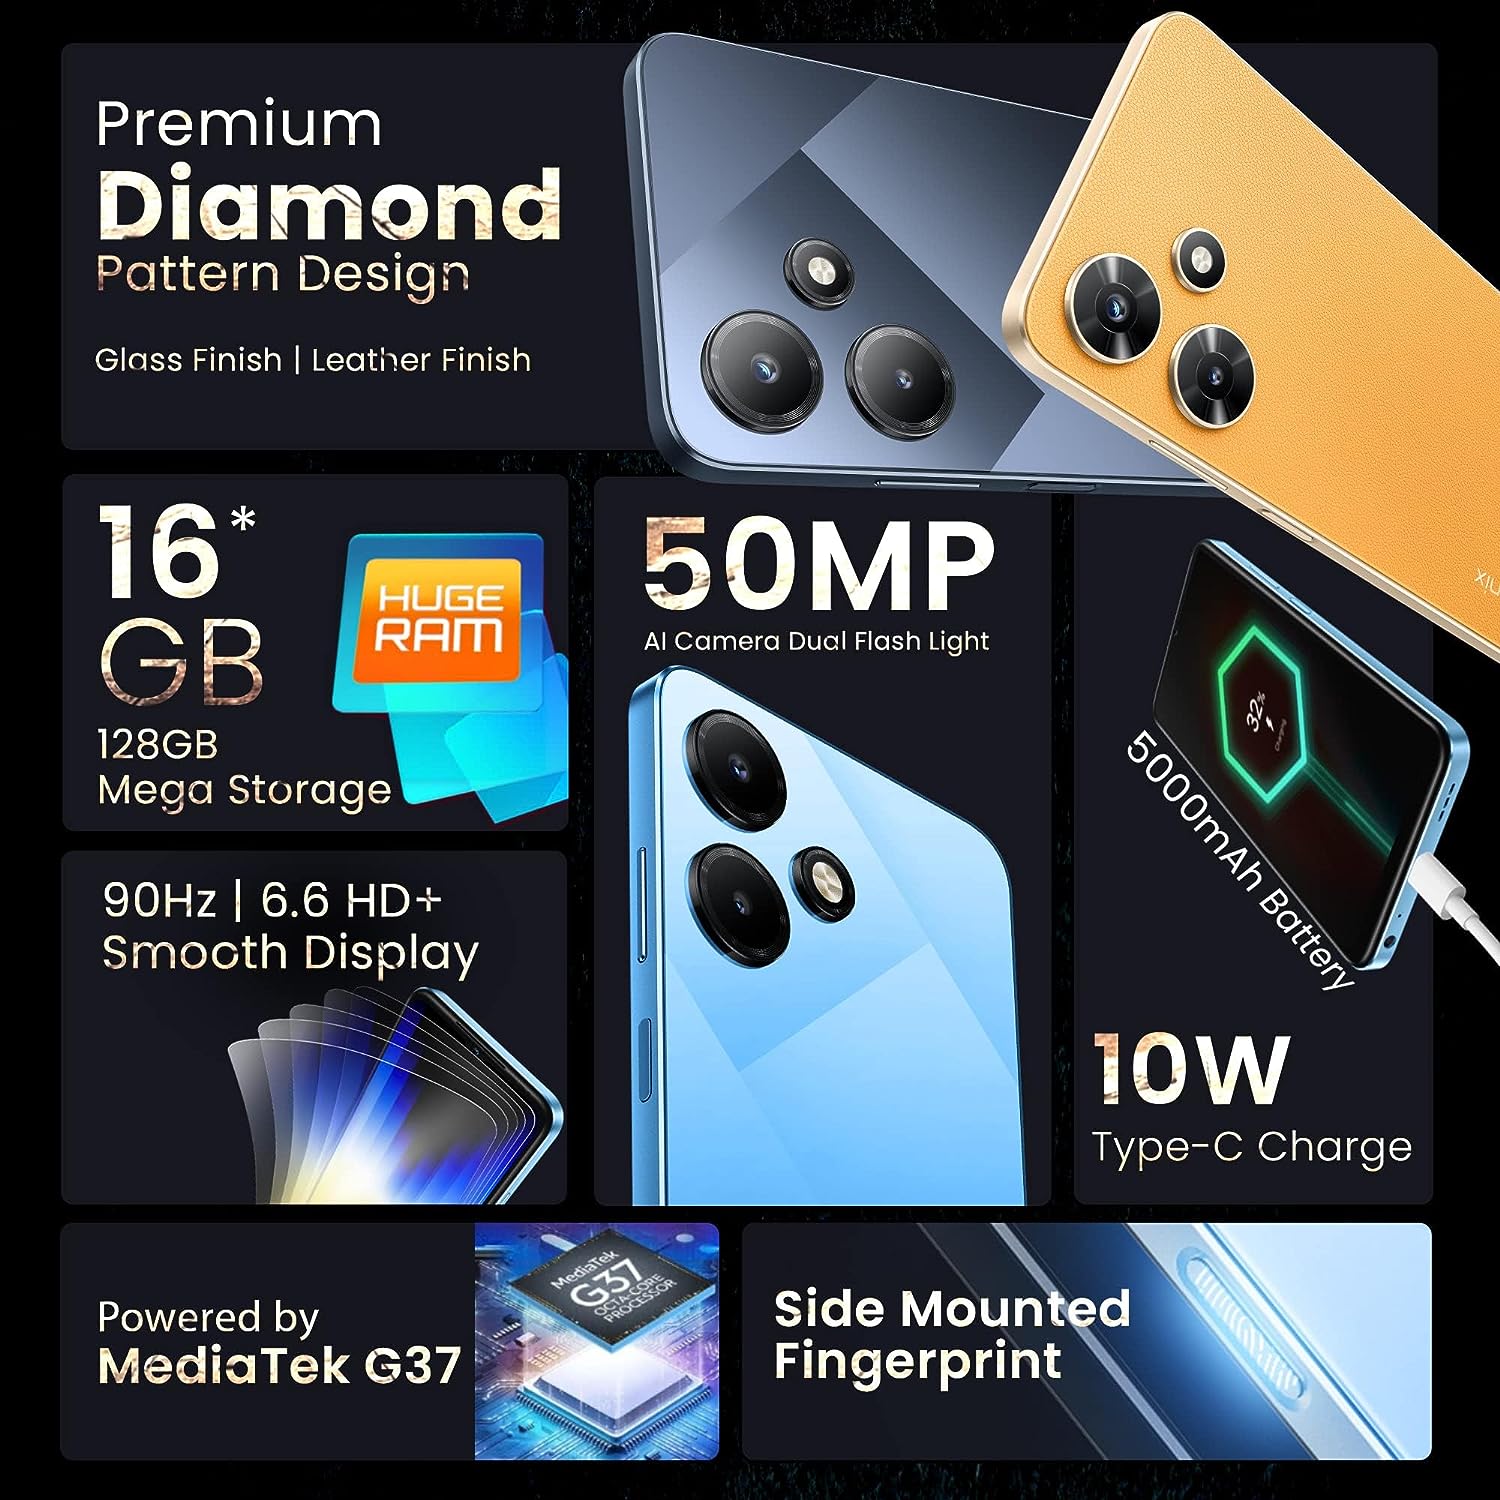 Premium
Diamond
Pattern Design
Glass Finish | Leather Finish
16*
GB
128GB
Mega Storage
HUGE
RAM
50MP
AI Camera Dual Flash Light
32%
Charging
5000mAh Battery
10W
Type-C Charge
90Hz | 6.6 HD+
Smooth Display
Powered by
MediaTek G37
MediaTek
G37
OCTA-CORE
PROCESSOR
Side Mounted
Fingerprint